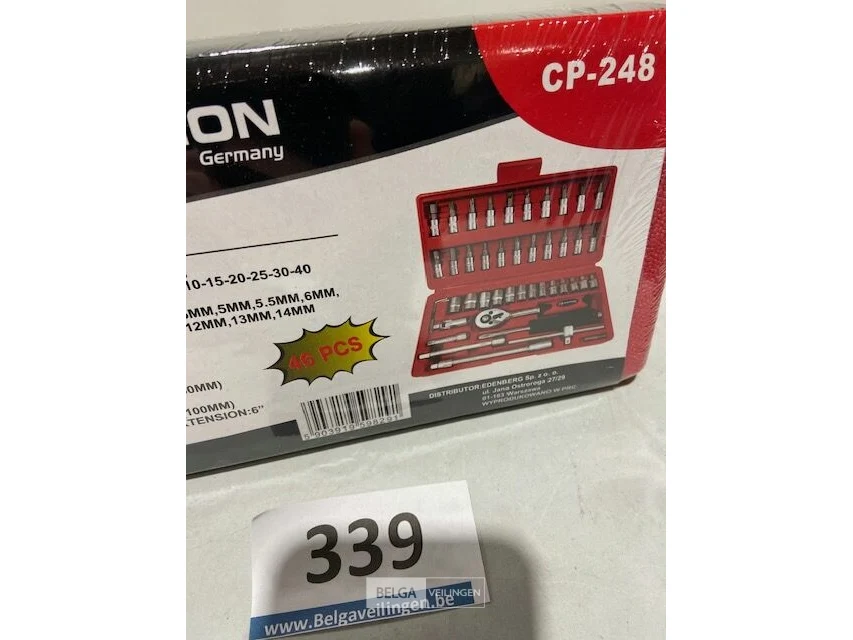 CP-248
ION
Germany
10-15-20-25-30-40
MM,5MM,5.5MM,6MM,
12MM,13MM,14MM
46 PCS
0MM)
100MM)
TENSION:6"
DISTRIBUTOR:EDENBERG Sp. z o. o.
ul. Jana Ostroroga 27/29
01-163 Warszawa
WYPRODUKOWANO W PRC
339
BELGA VEILINGEN
www.Belgaveilingen.be